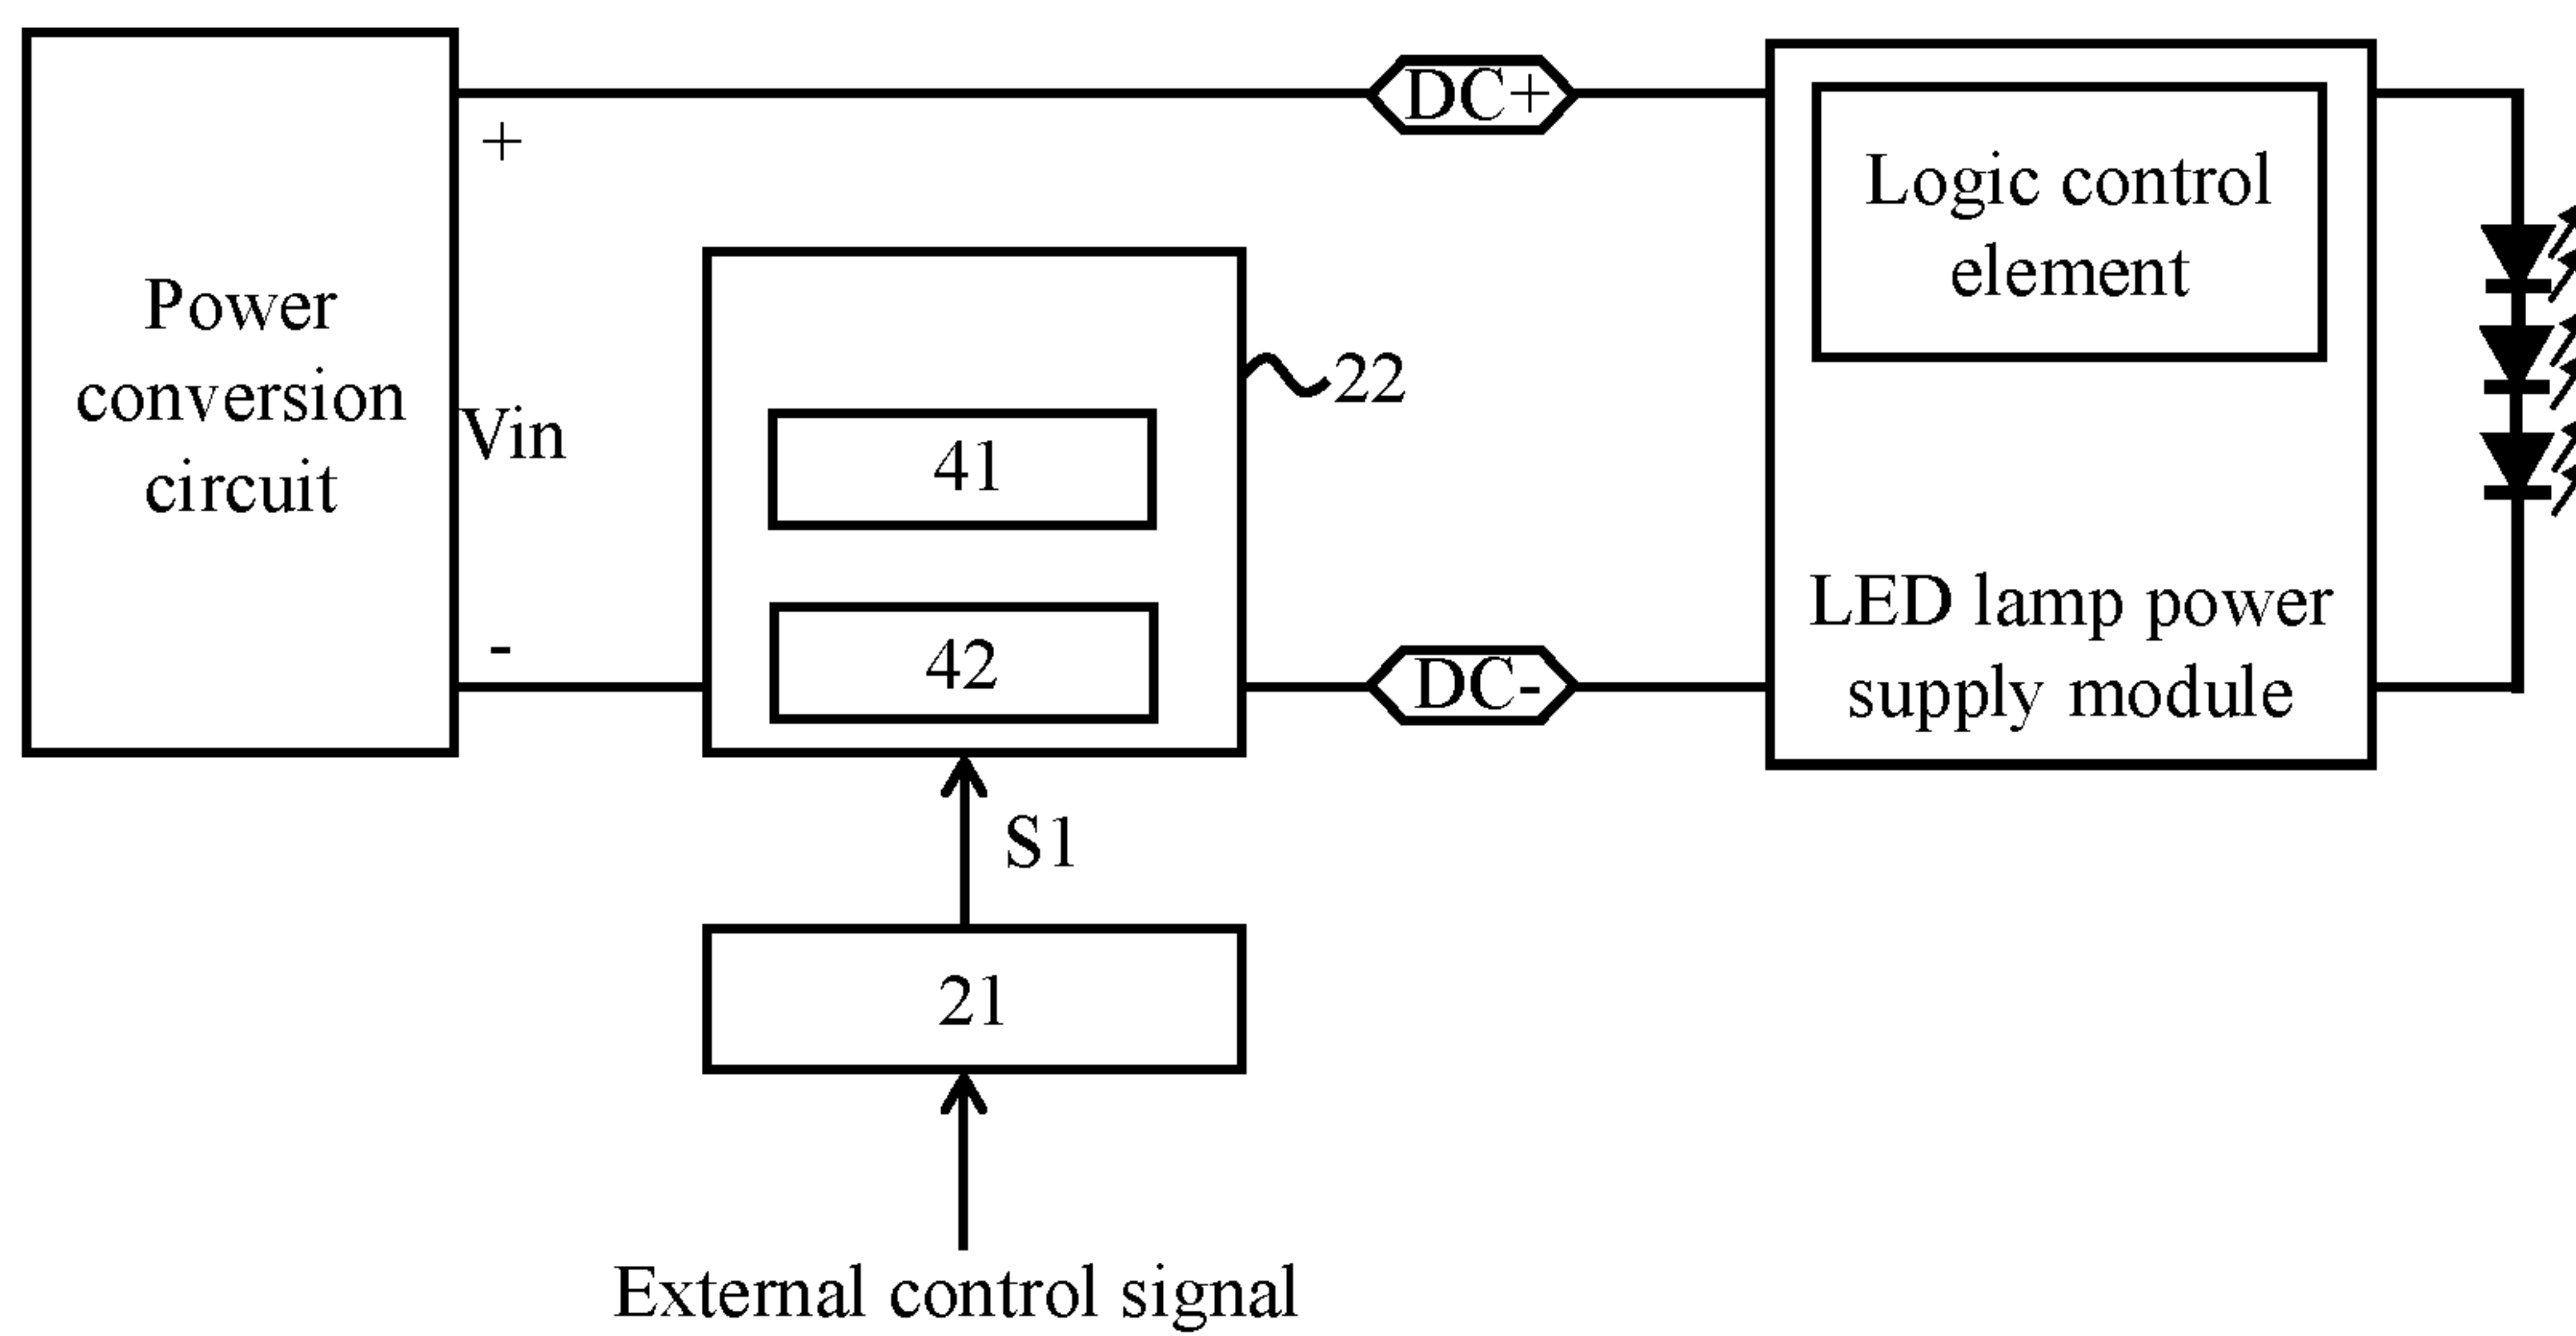 DC+
+
Logic control
element
Power
conversion
circuit
Vin
22
41
42
-
DC-
LED lamp power
supply module
S1
21
External control signal